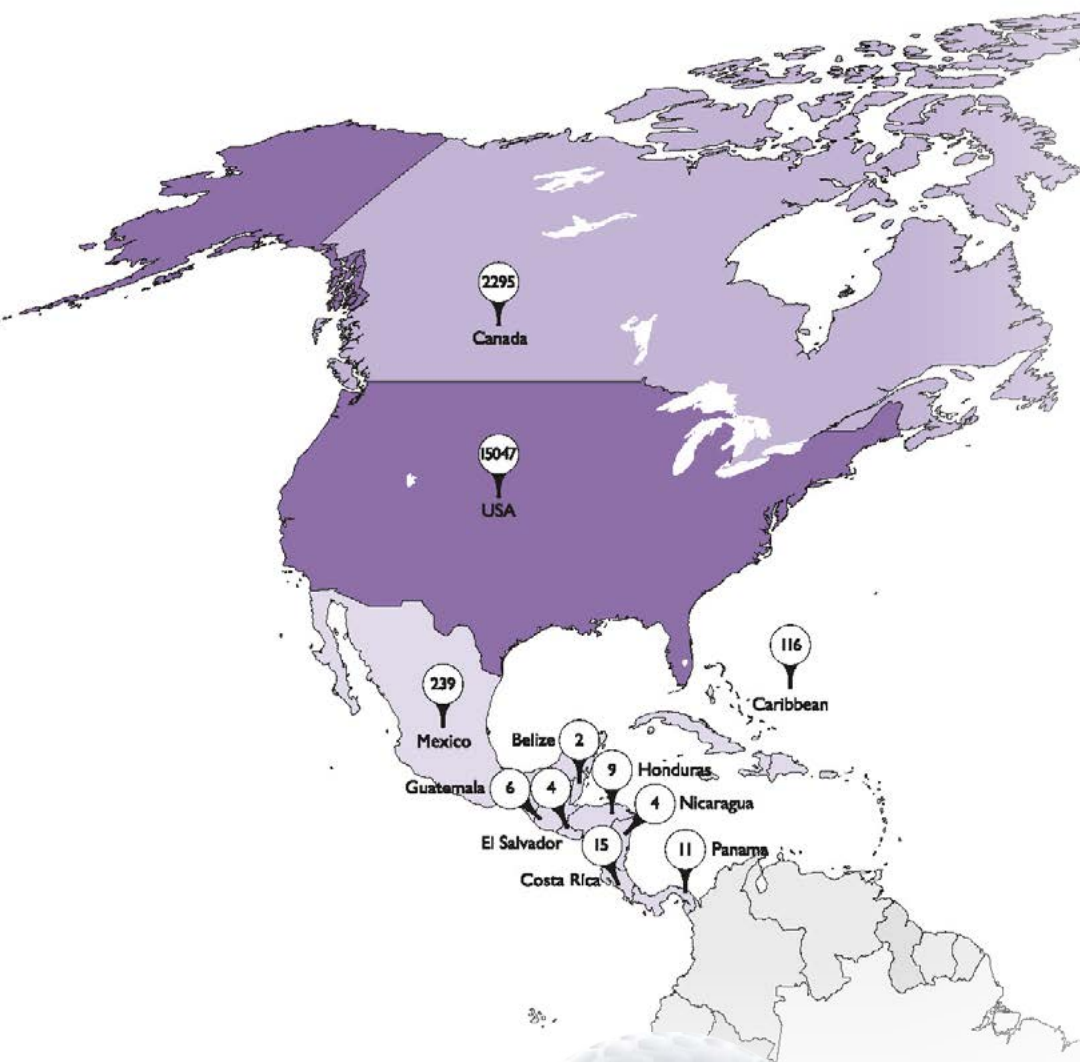 2295
Canada
15047
USA
116
Caribbean
239
Mexico
Belize 2
9 Honduras
Guatemala 6
4
4 Nicaragua
El Salvador
15
11 Panama
Costa Rica